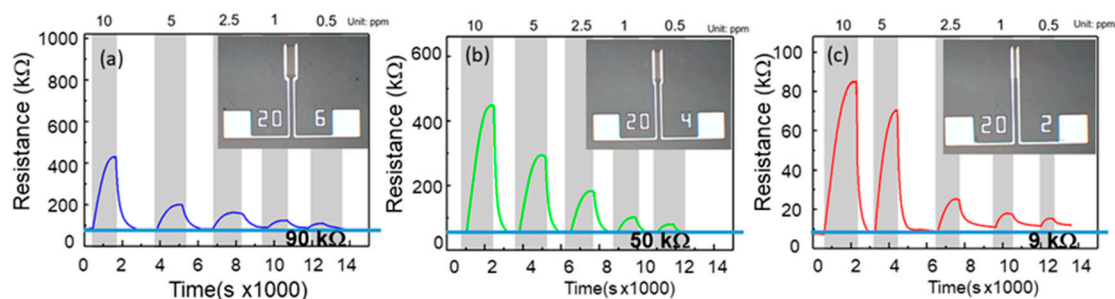 10 5 2.5 1 0.5 Unit: ppm
(a)
Resistance (kΩ)
1000
800
600
400
200
0
20 6
90 kΩ
0 2 4 6 8 10 12 14
Time(s x1000)
10 5 2.5 1 0.5 Unit: ppm
(b)
Resistance (kΩ)
600
400
200
0
20 4
50 kΩ
0 2 4 6 8 10 12 14
Time(s x1000)
10 5 2.5 1 0.5 Unit: ppm
(c)
Resistance (kΩ)
100
80
60
40
20
0
20 2
9 kΩ
0 2 4 6 8 10 12 14
Time(s x1000)